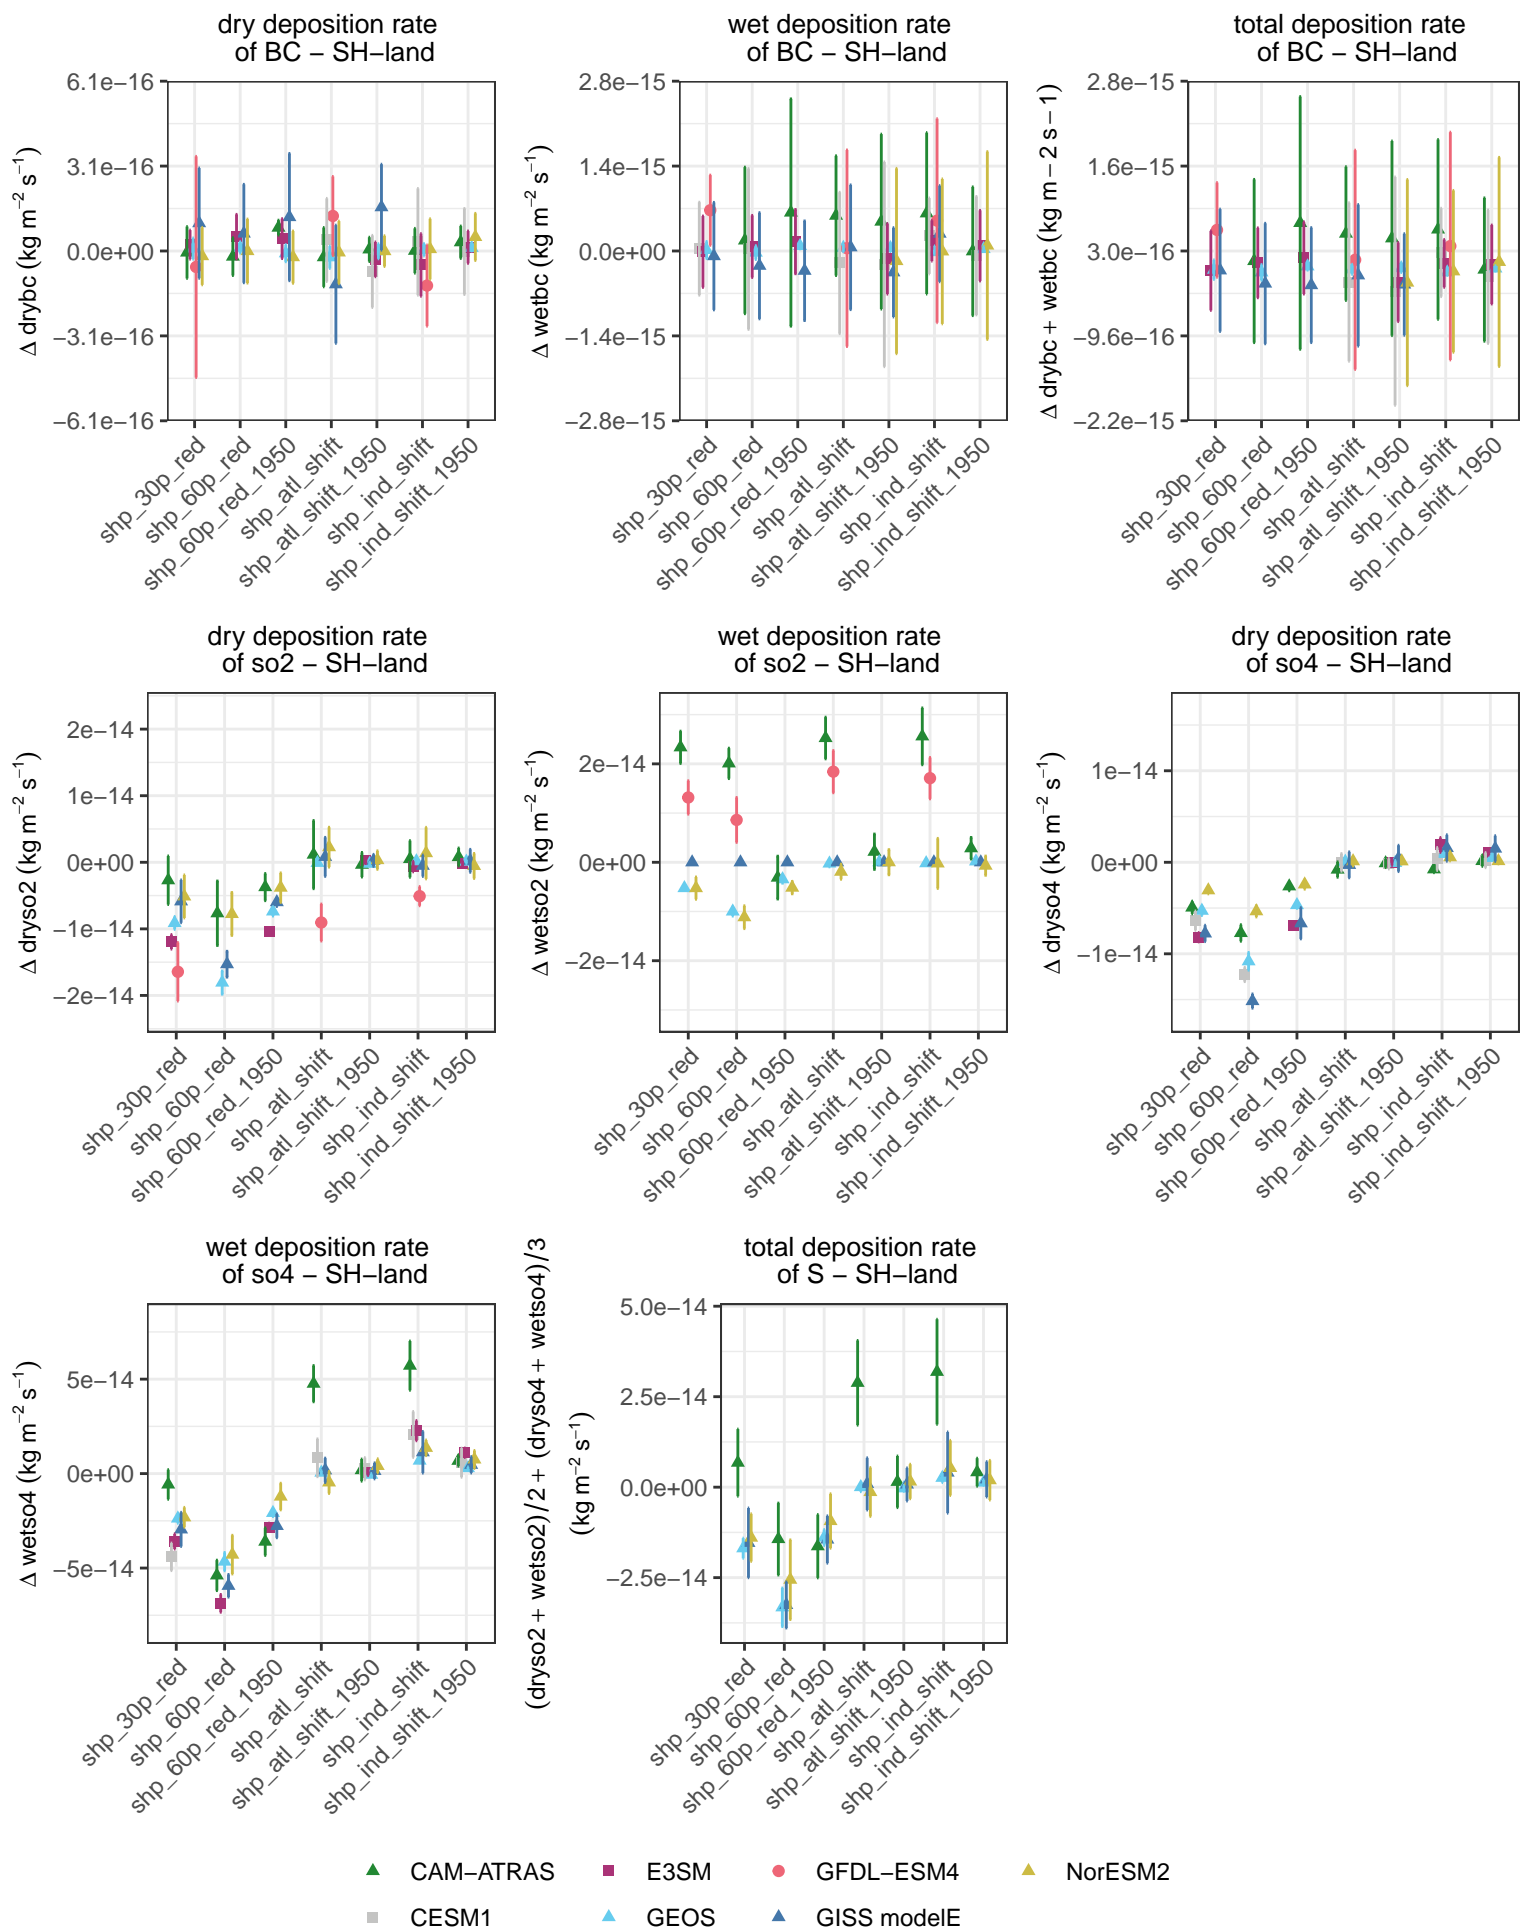 dry deposition rate
of BC − SH−land
wet deposition rate
of BC − SH−land
total deposition rate
of BC − SH−land
Δ drybc (kg m⁻² s⁻¹)
6.1e−16
3.1e−16
0.0e+00
−3.1e−16
−6.1e−16
shp_30p_red
shp_60p_red
shp_60p_red_1950
shp_atl_shift
shp_atl_shift_1950
shp_ind_shift
shp_ind_shift_1950
Δ wetbc (kg m⁻² s⁻¹)
2.8e−15
1.4e−15
0.0e+00
−1.4e−15
−2.8e−15
shp_30p_red
shp_60p_red
shp_60p_red_1950
shp_atl_shift
shp_atl_shift_1950
shp_ind_shift
shp_ind_shift_1950
Δ drybc + wetbc (kg m − 2 s − 1)
2.8e−15
1.6e−15
3.0e−16
−9.6e−16
−2.2e−15
shp_30p_red
shp_60p_red
shp_60p_red_1950
shp_atl_shift
shp_atl_shift_1950
shp_ind_shift
shp_ind_shift_1950
dry deposition rate
of so2 − SH−land
wet deposition rate
of so2 − SH−land
dry deposition rate
of so4 − SH−land
Δ dryso2 (kg m⁻² s⁻¹)
2e−14
1e−14
0e+00
−1e−14
−2e−14
shp_30p_red
shp_60p_red
shp_60p_red_1950
shp_atl_shift
shp_atl_shift_1950
shp_ind_shift
shp_ind_shift_1950
Δ wetso2 (kg m⁻² s⁻¹)
2e−14
0e+00
−2e−14
shp_30p_red
shp_60p_red
shp_60p_red_1950
shp_atl_shift
shp_atl_shift_1950
shp_ind_shift
shp_ind_shift_1950
Δ dryso4 (kg m⁻² s⁻¹)
1e−14
0e+00
−1e−14
shp_30p_red
shp_60p_red
shp_60p_red_1950
shp_atl_shift
shp_atl_shift_1950
shp_ind_shift
shp_ind_shift_1950
wet deposition rate
of so4 − SH−land
total deposition rate
of S − SH−land
Δ wetso4 (kg m⁻² s⁻¹)
5e−14
0e+00
−5e−14
shp_30p_red
shp_60p_red
shp_60p_red_1950
shp_atl_shift
shp_atl_shift_1950
shp_ind_shift
shp_ind_shift_1950
(dryso2 + wetso2)/2 + (dryso4 + wetso4)/3
(kg m⁻² s⁻¹)
5.0e−14
2.5e−14
0.0e+00
−2.5e−14
shp_30p_red
shp_60p_red
shp_60p_red_1950
shp_atl_shift
shp_atl_shift_1950
shp_ind_shift
shp_ind_shift_1950
CAM−ATRAS
E3SM
GFDL−ESM4
NorESM2
CESM1
GEOS
GISS modelE